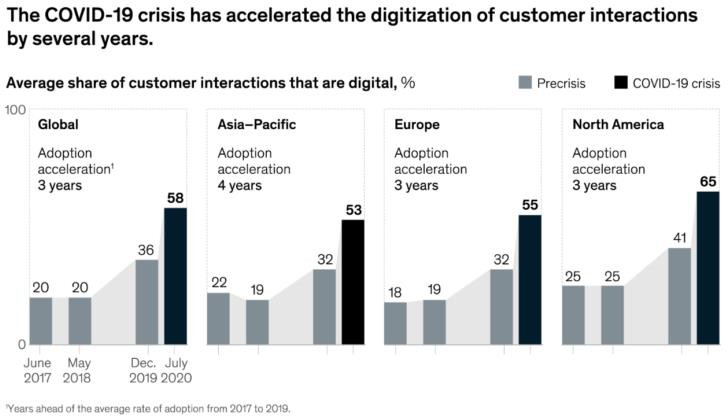 The COVID-19 crisis has accelerated the digitization of customer interactions
by several years.
Average share of customer interactions that are digital, %
Precrisis
COVID-19 crisis
100
0
Global
Adoption
acceleration¹
3 years
20
20
36
58
June
2017
May
2018
Dec.
2019
July
2020
Asia–Pacific
Adoption
acceleration
4 years
22
19
32
53
Europe
Adoption
acceleration
3 years
18
19
32
55
North America
Adoption
acceleration
3 years
25
25
41
65
¹Years ahead of the average rate of adoption from 2017 to 2019.